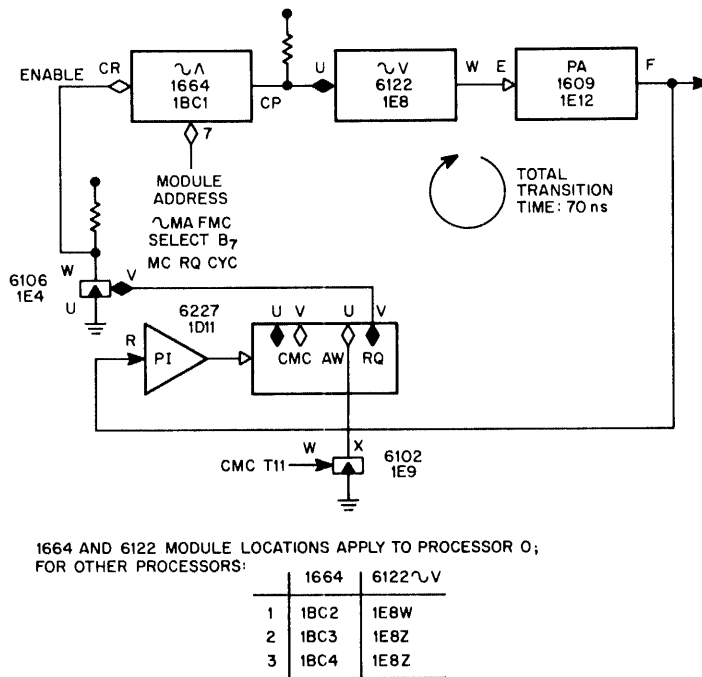 ENABLE CR
∿Λ
1664
1BC1
CP
U
∿V
6122
1E8
W E
PA
1609
1E12
F
7
MODULE
ADDRESS
∿MA FMC
SELECT B7
MC RQ CYC
TOTAL
TRANSITION
TIME: 70 ns
W
V
6106
1E4
U
6227
1D11
R
PI
U V U V
CMC AW RQ
W X
CMC T11
6102
1E9
1664 AND 6122 MODULE LOCATIONS APPLY TO PROCESSOR 0;
FOR OTHER PROCESSORS:
1664 6122∿V
1 1BC2 1E8W
2 1BC3 1E8Z
3 1BC4 1E8Z